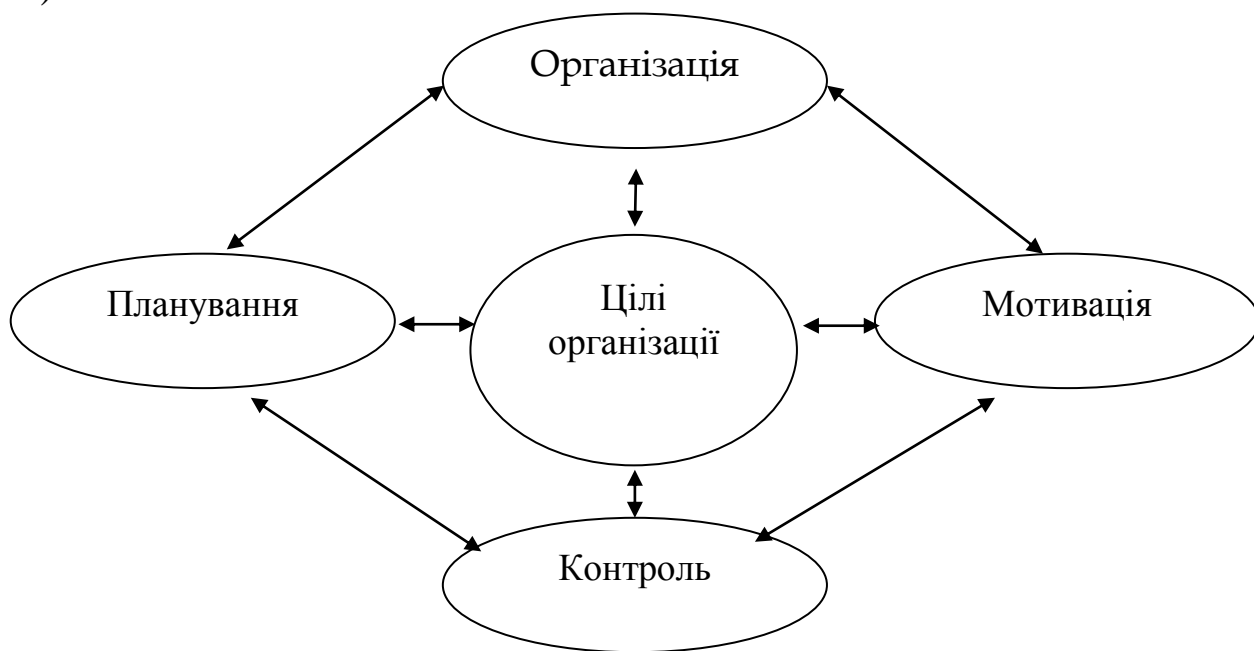 )
Організація
Планування
Цілі
організації
Мотивація
Контроль